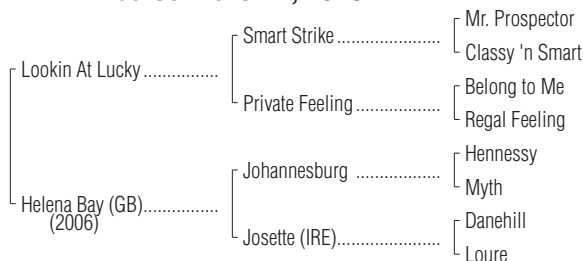 Mr. Prospector
Smart Strike ...................
Classy 'n Smart
Lookin At Lucky ...............
Belong to Me
Private Feeling .................
Regal Feeling
Hennessy
Johannesburg .................
Myth
Helena Bay (GB)...............
(2006)
Danehill
Josette (IRE)....................
Loure